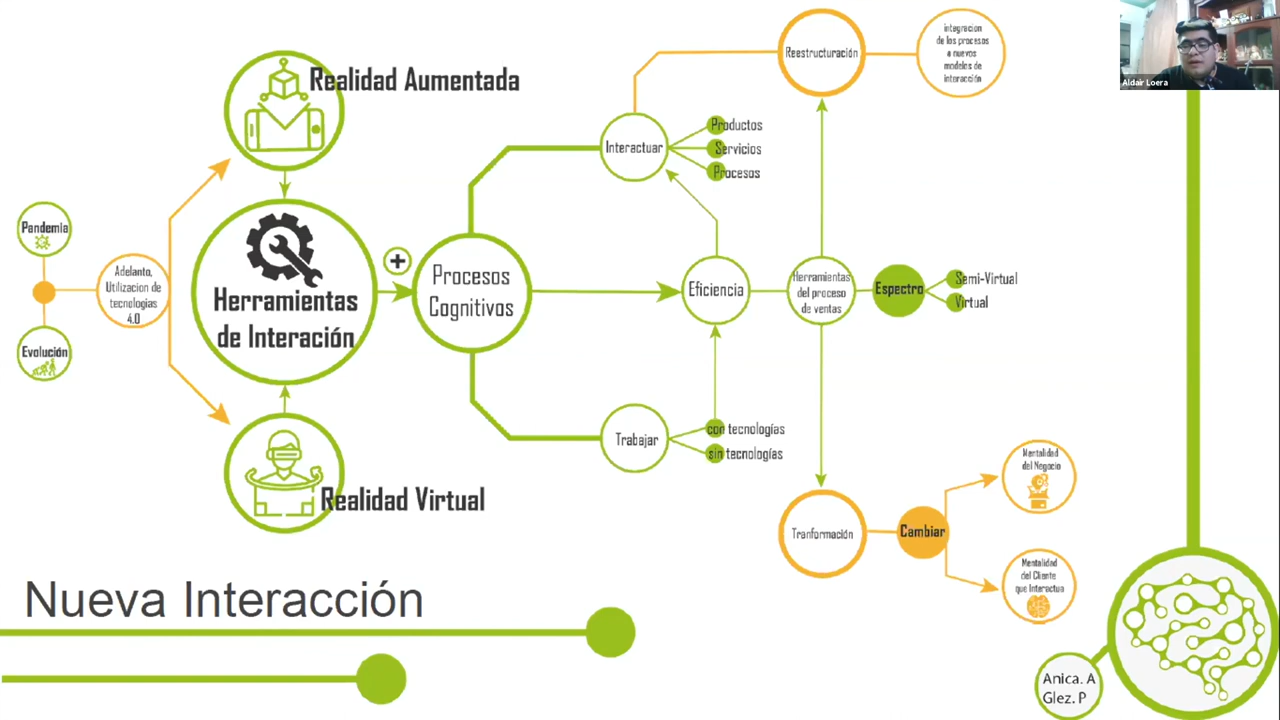 Realidad Aumentada
Pandemia
Evolución
Adelanto,
Utilizacion de
tecnologias
4.0
Herramientas
de Interación
Realidad Virtual
Procesos
Cognitivos
Interactuar
Productos
Servicios
Procesos
Eficiencia
Trabajar
con tecnologías
sin tecnologías
Reestructuración
integracion
de los procesos
a nuevos
modelos de
interacción
Herramientas
del proceso
de ventas
Espectro
Semi-Virtual
Virtual
Tranformación
Cambiar
Mentalidad
del Negocio
Mentalidad
del Cliente
que Interactua
Nueva Interacción
Anica. A
Glez. P
Aldair Loera